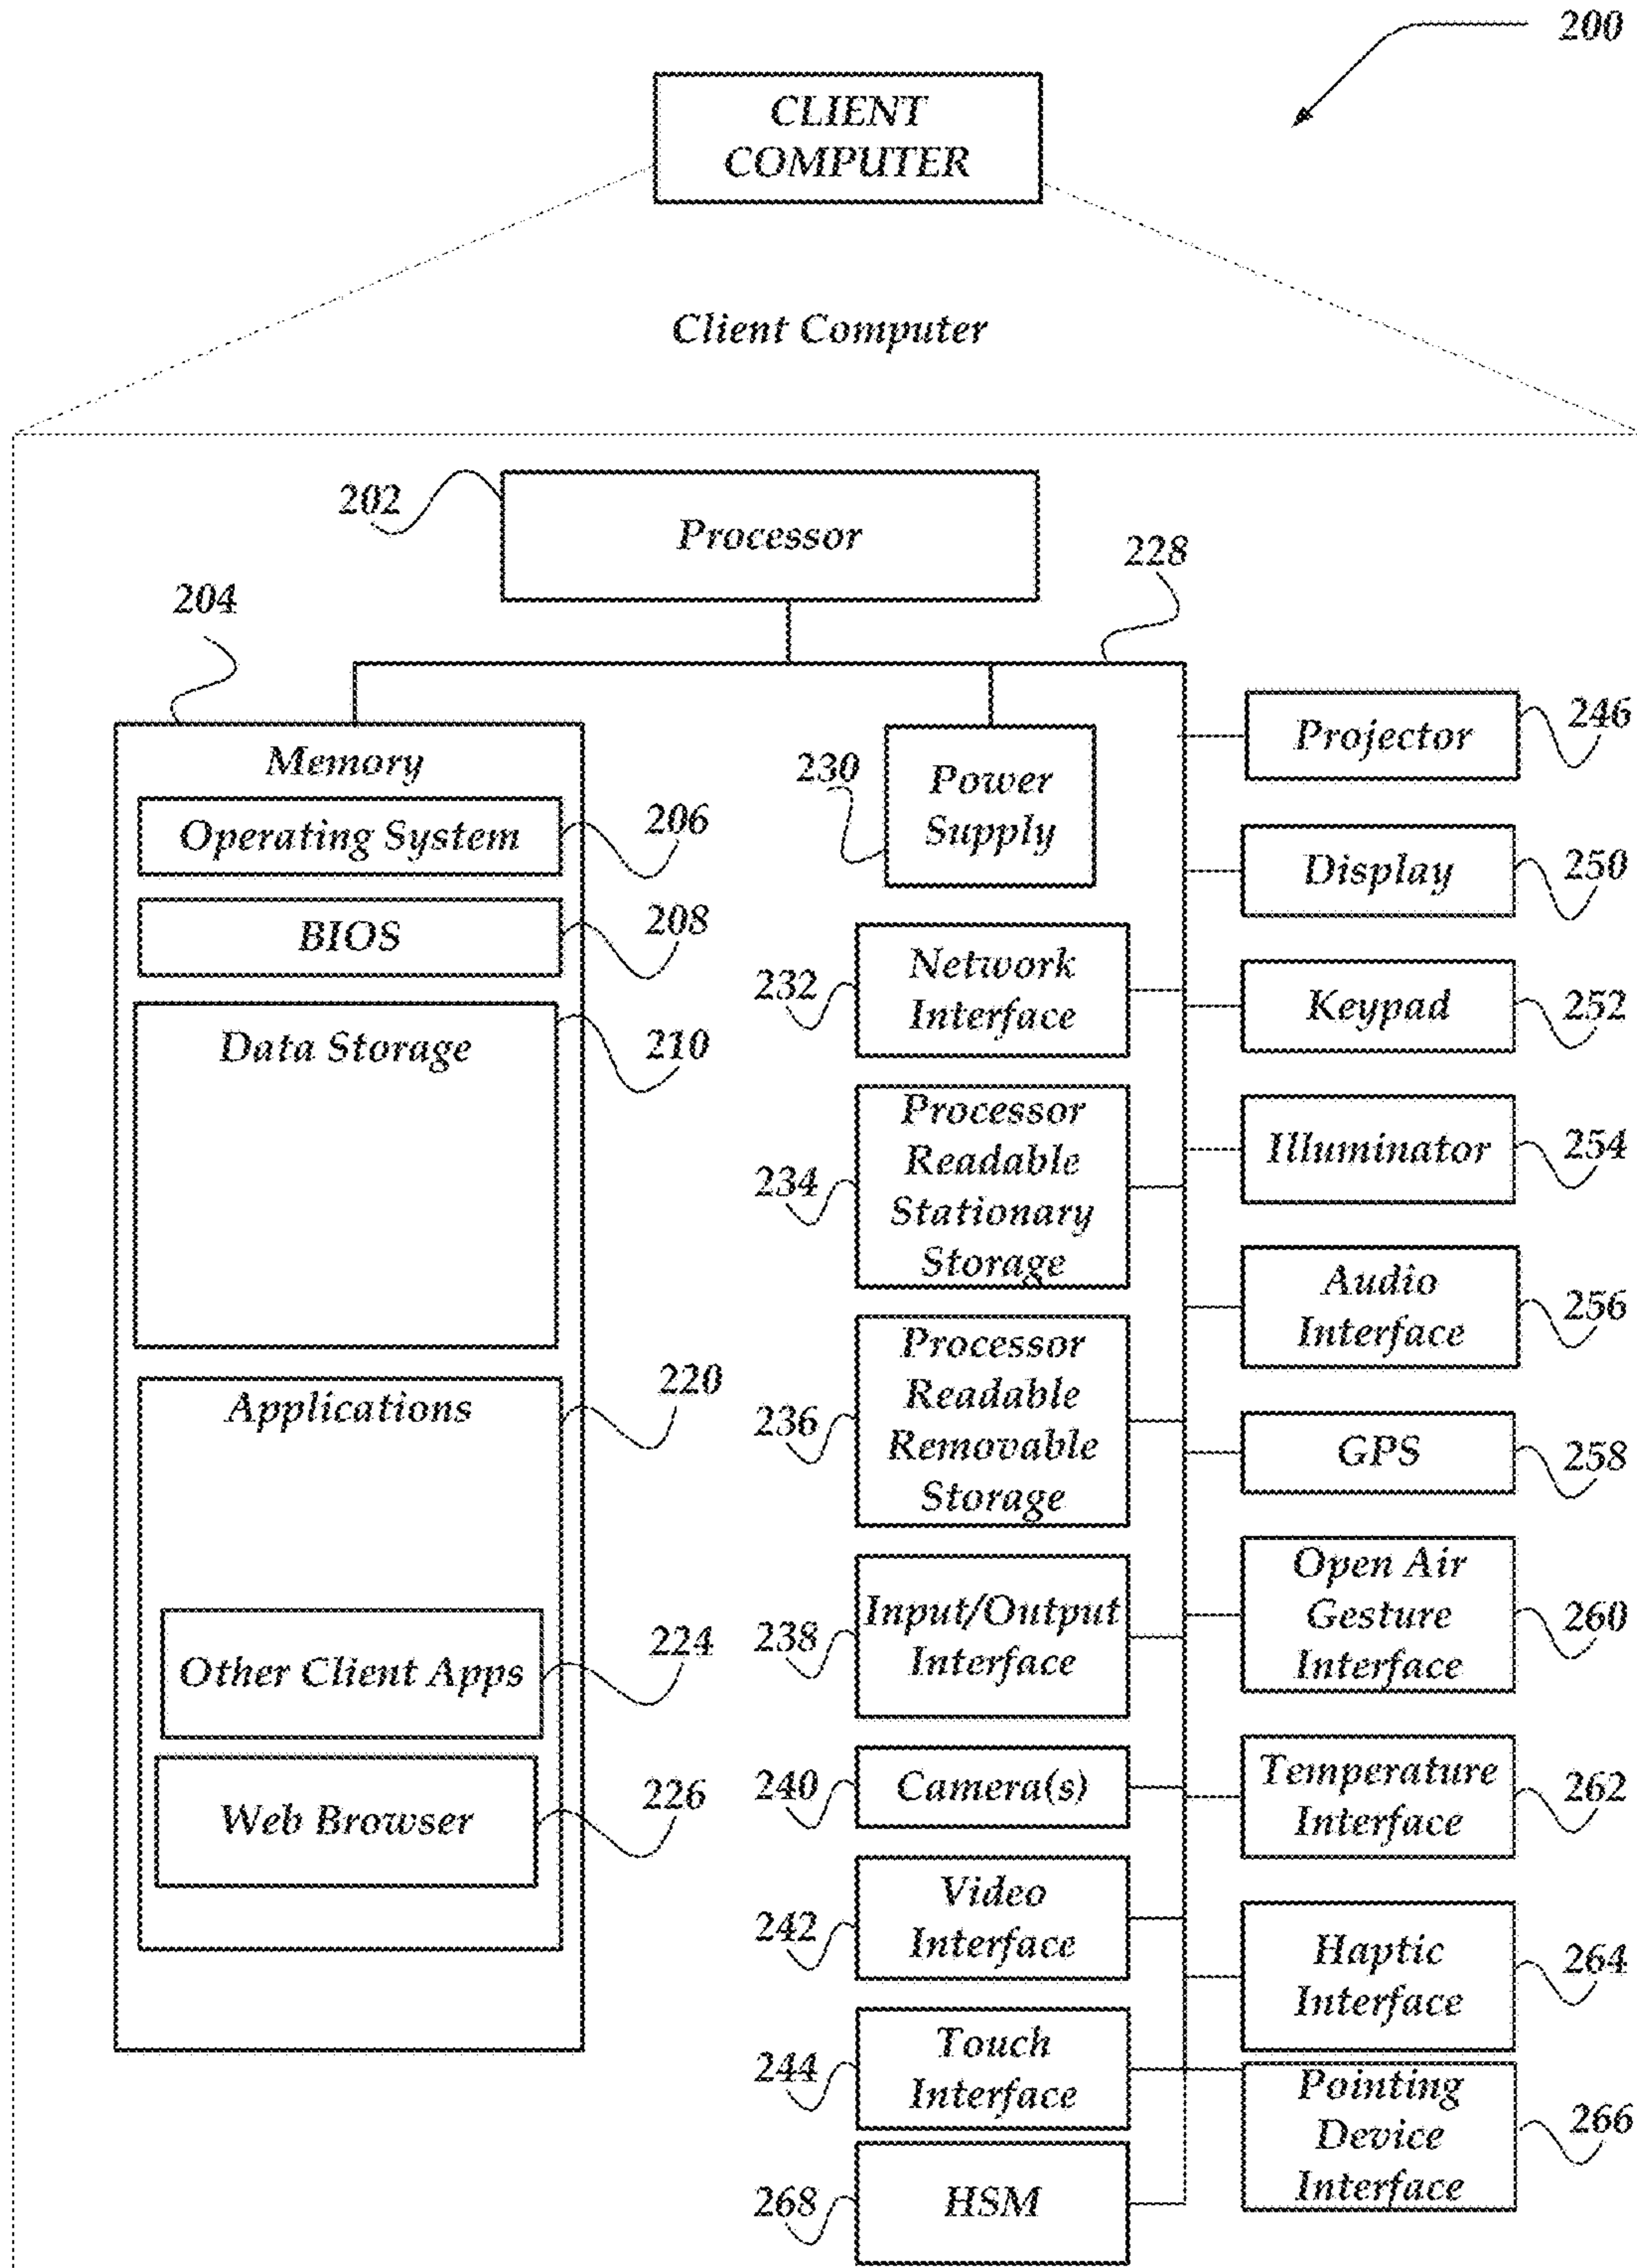 200
CLIENT
COMPUTER
Client Computer
202
Processor
228
204
Memory
Operating System
206
BIOS
208
Data Storage
210
Applications
220
Other Client Apps
224
Web Browser
226
230
Power
Supply
232
Network
Interface
234
Processor
Readable
Stationary
Storage
236
Processor
Readable
Removable
Storage
238
Input/Output
Interface
240
Camera(s)
242
Video
Interface
244
Touch
Interface
268
HSM
Projector
246
Display
250
Keypad
252
Illuminator
254
Audio
Interface
256
GPS
258
Open Air
Gesture
Interface
260
Temperature
Interface
262
Haptic
Interface
264
Pointing
Device
Interface
266